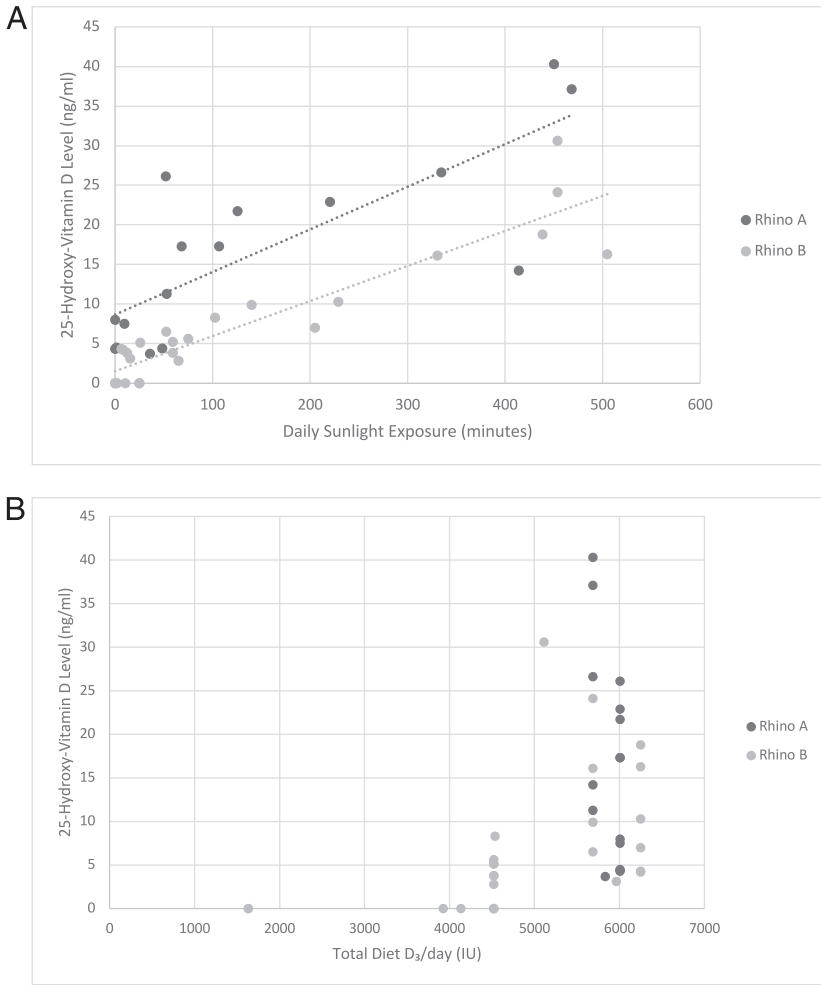 A
45
40
35
30
25
20
15
10
5
0
25-Hydroxy-Vitamin D Level (ng/ml)
0 100 200 300 400 500 600
Daily Sunlight Exposure (minutes)
Rhino A
Rhino B
B
45
40
35
30
25
20
15
10
5
0
25-Hydroxy-Vitamin D Level (ng/ml)
0 1000 2000 3000 4000 5000 6000 7000
Total Diet D₃/day (IU)
Rhino A
Rhino B